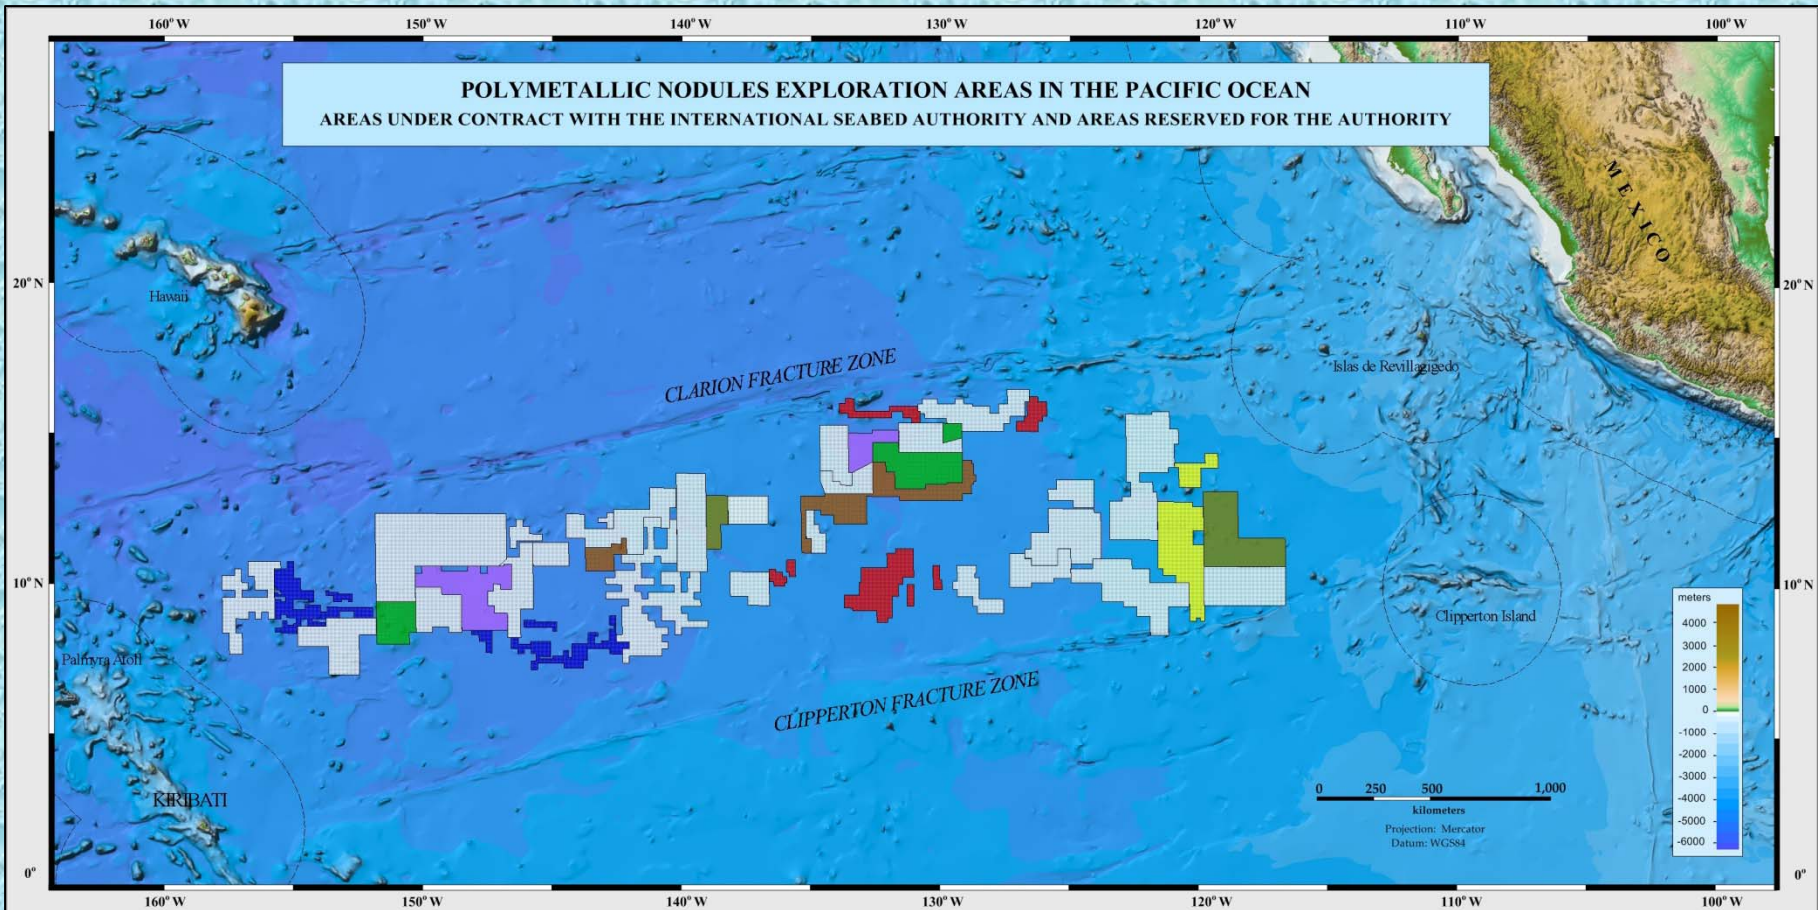 160° W 150° W 140° W 130° W 120° W 110° W 100° W
POLYMETALLIC NODULES EXPLORATION AREAS IN THE PACIFIC OCEAN
AREAS UNDER CONTRACT WITH THE INTERNATIONAL SEABED AUTHORITY AND AREAS RESERVED FOR THE AUTHORITY
MEXICO
20° N 20° N
Hawaii
CLARION FRACTURE ZONE
Islas de Revillagigedo
10° N 10° N
Clipperton Island
Palmyra Atoll
CLIPPERTON FRACTURE ZONE
KIRIBATI
meters
4000
3000
2000
1000
0
-1000
-2000
-3000
-4000
-5000
-6000
0 250 500 1,000
kilometers
Projection: Mercator
Datum: WGS84
0° 0°
160° W 150° W 140° W 130° W 120° W 110° W 100° W